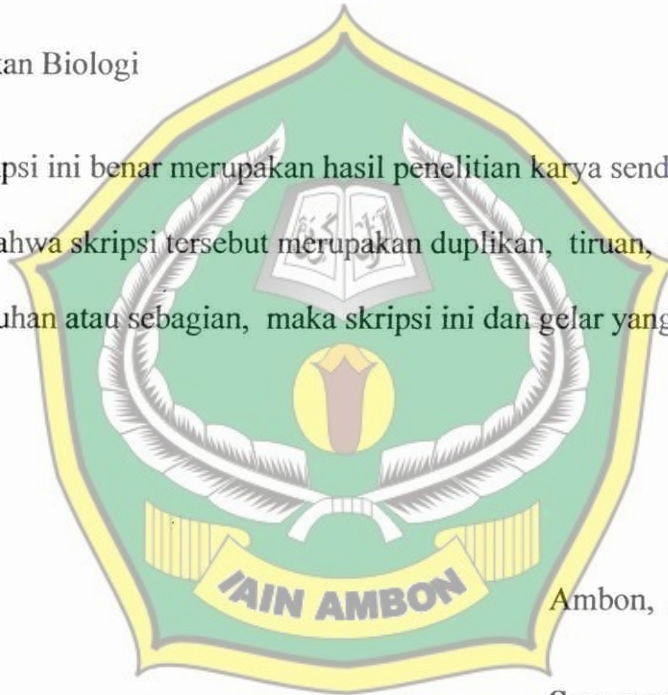 kan Biologi
psi ini benar merupakan hasil penelitian karya send
ahwa skripsi tersebut merupakan duplikan, tiruan,
uhan atau sebagian, maka skripsi ini dan gelar yang
IAIN AMBON
Ambon,